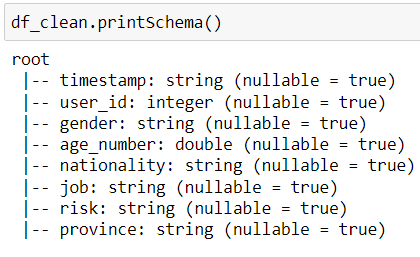 df_clean.printSchema()
root
|-- timestamp: string (nullable = true)
|-- user_id: integer (nullable = true)
|-- gender: string (nullable = true)
|-- age_number: double (nullable = true)
|-- nationality: string (nullable = true)
|-- job: string (nullable = true)
|-- risk: string (nullable = true)
|-- province: string (nullable = true)